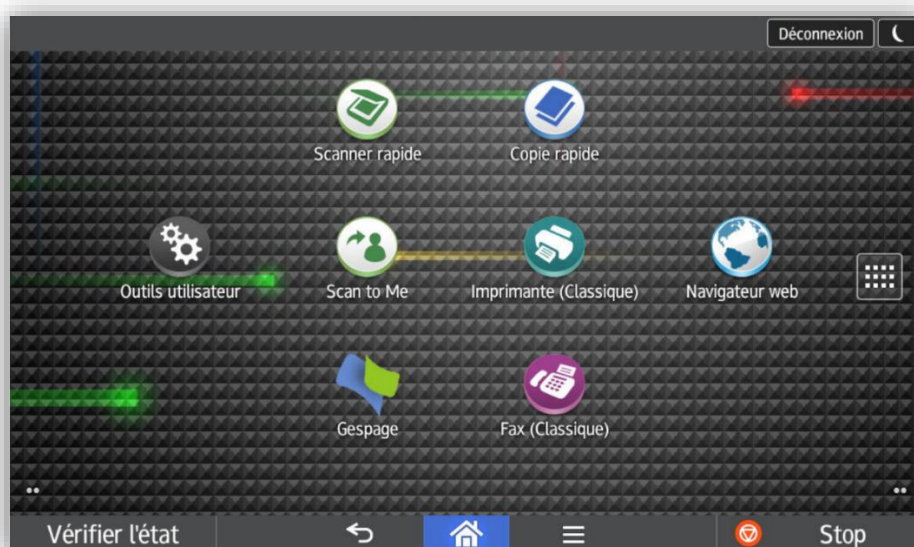 Déconnexion
Scanner rapide
Copie rapide
Outils utilisateur
Scan to Me
Imprimante (Classique)
Navigateur web
Gespage
Fax (Classique)
Vérifier l'état
Stop